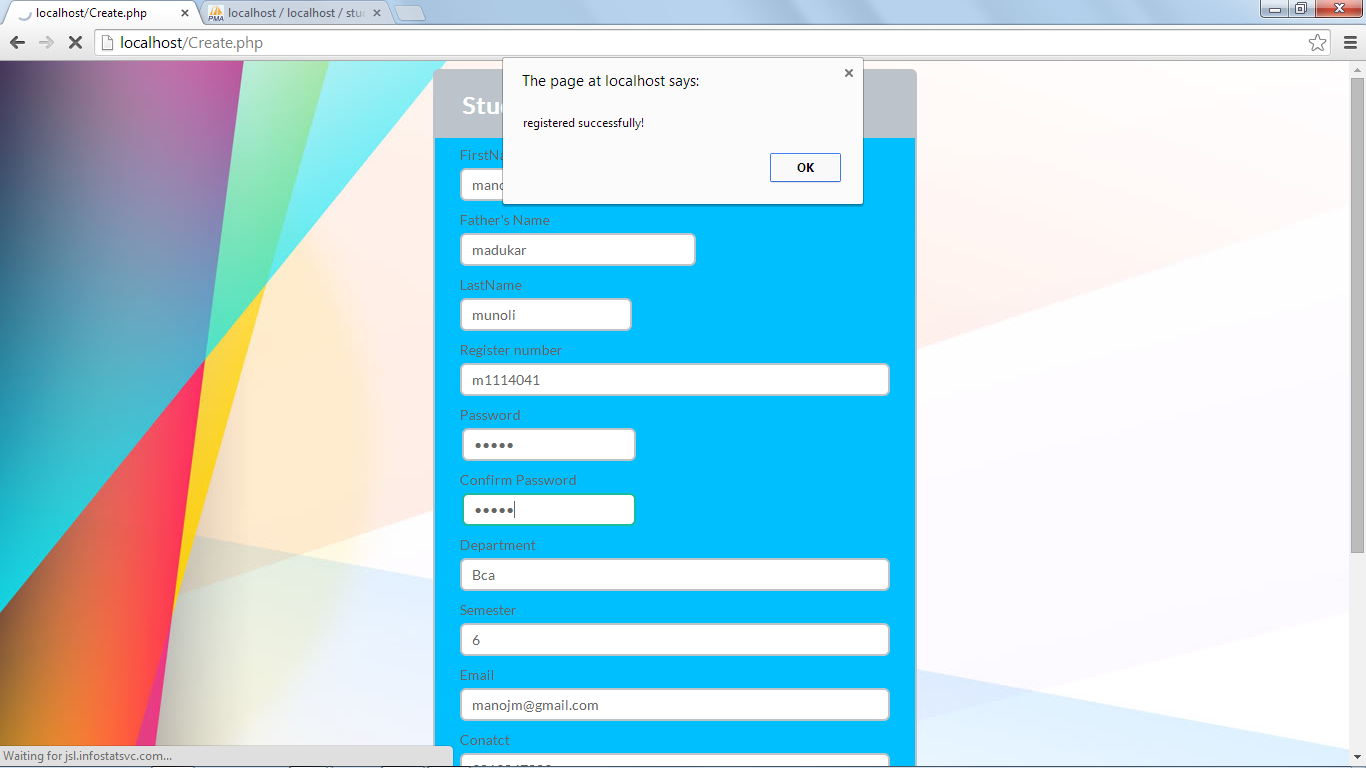 localhost/Create.php
localhost / localhost / stu
PMA
localhost/Create.php
The page at localhost says:
registered successfully!
OK
Stu
FirstNa
mano
Father's Name
madukar
LastName
munoli
Register number
m1114041
Password
•••••
Confirm Password
•••••
Department
Bca
Semester
6
Email
manojm@gmail.com
Conatct
Waiting for jsl.infostatsvc.com...